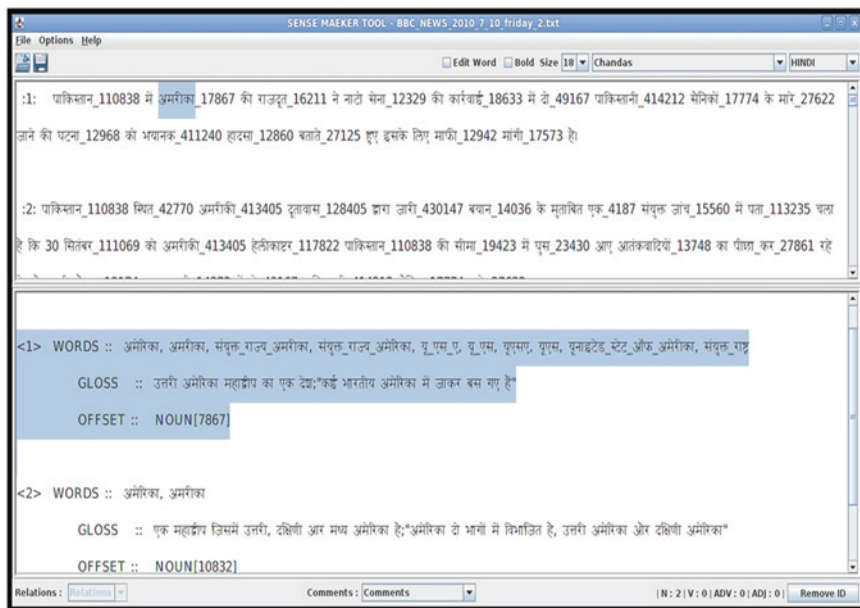 SENSE MAEKER TOOL - BBC_NEWS_2010_7_10_friday_2.txt
File Options Help
Edit Word Bold Size 18 Chandas HINDI
:1: पाकिस्तान_110838 में अमरीका_17867 की राजदूत_16211 ने नाटो सेना_12329 की कार्रवाई_18633 में दो_49167 पाकिस्तानी_414212 सैनिकों_17774 के मारे_27622
जाने की घटना_12968 को भयानक_411240 हादसा_12860 बताते_27125 हुए इसके लिए माफी_12942 मांगी_17573 है।
:2: पाकिस्तान_110838 स्थित_42770 अमरीकी_413405 दूतावास_128405 द्वारा जारी_430147 बयान_14036 के मुताबित एक_4187 संयुक्त जांच_15560 में पता_113235 चला
है कि 30 सितंबर_111069 को अमरीकी_413405 हेलीकाप्टर_117822 पाकिस्तान_110838 की सीमा_19423 में घुस_23430 आए आतंकवादियों_13748 का पीछा_कर_27861 रहे
<1> WORDS :: अमेरिका, अमरीका, संयुक्त_राज्य_अमरीका, संयुक्त_राज्य_अमेरिका, यू_एस_ए, यू_एस, यूएसए, यूएस, यूनाइटेड_स्टेट_ऑफ_अमेरीका, संयुक्त_राष्ट्र
GLOSS :: उत्तरी अमेरिका महाद्वीप का एक देश;"कई भारतीय अमेरिका में जाकर बस गए हैं"
OFFSET :: NOUN[7867]
<2> WORDS :: अमेरिका, अमरीका
GLOSS :: एक महाद्वीप जिसमें उत्तरी, दक्षिणी और मध्य अमेरिका है;"अमेरिका दो भागों में विभाजित है, उत्तरी अमेरिका और दक्षिणी अमेरिका"
OFFSET :: NOUN[10832]
Relations : Relations Comments : Comments |N : 2 | V : 0 | ADV : 0 | ADJ : 0 | Remove ID